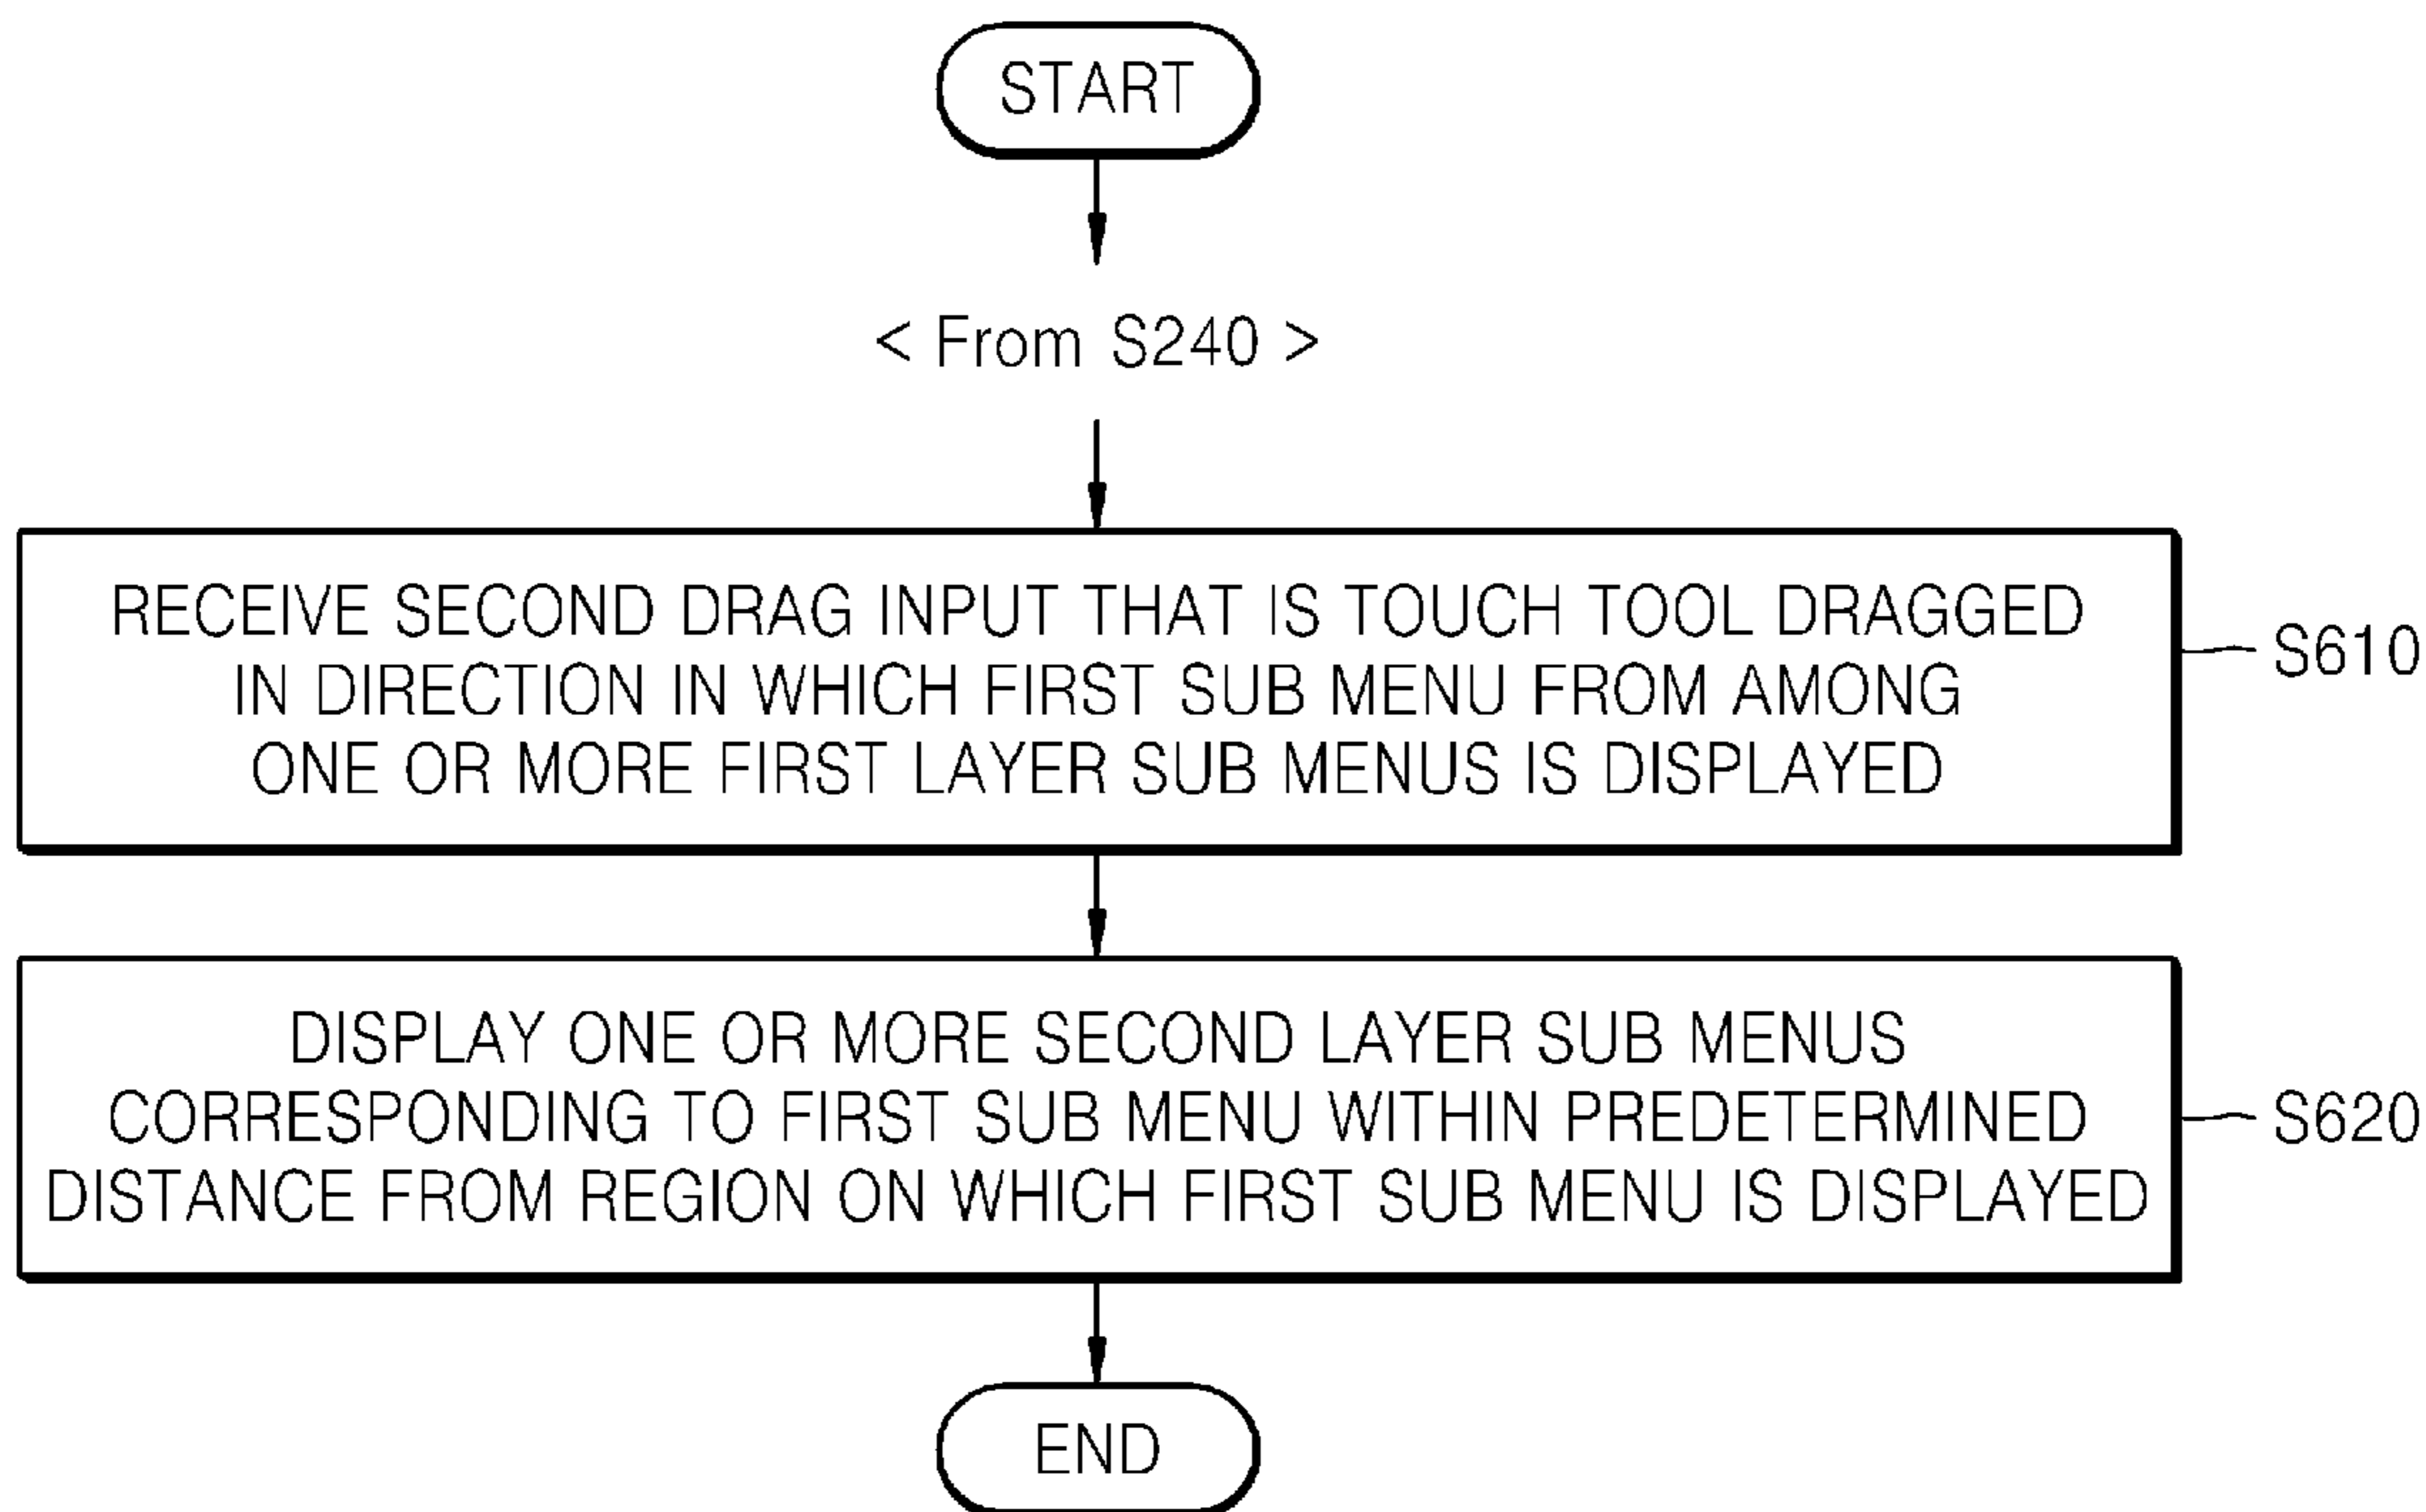 START
< From S240 >
RECEIVE SECOND DRAG INPUT THAT IS TOUCH TOOL DRAGGED
IN DIRECTION IN WHICH FIRST SUB MENU FROM AMONG
ONE OR MORE FIRST LAYER SUB MENUS IS DISPLAYED
S610
DISPLAY ONE OR MORE SECOND LAYER SUB MENUS
CORRESPONDING TO FIRST SUB MENU WITHIN PREDETERMINED
DISTANCE FROM REGION ON WHICH FIRST SUB MENU IS DISPLAYED
S620
END